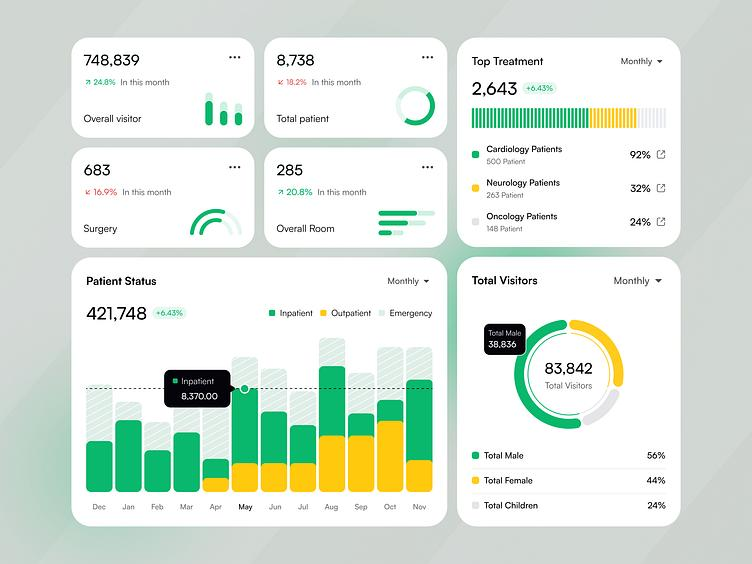 748,839
24.8% In this month
Overall visitor
8,738
18.2% In this month
Total patient
683
16.9% In this month
Surgery
285
20.8% In this month
Overall Room
Top Treatment
Monthly
2,643 +6.43%
Cardiology Patients
500 Patient
92%
Neurology Patients
263 Patient
32%
Oncology Patients
148 Patient
24%
Patient Status
Monthly
421,748 +6.43%
Inpatient Outpatient Emergency
Inpatient
8,370.00
Dec Jan Feb Mar Apr May Jun Jul Aug Sep Oct Nov
Total Visitors
Monthly
Total Male
38,836
83,842
Total Visitors
Total Male 56%
Total Female 44%
Total Children 24%